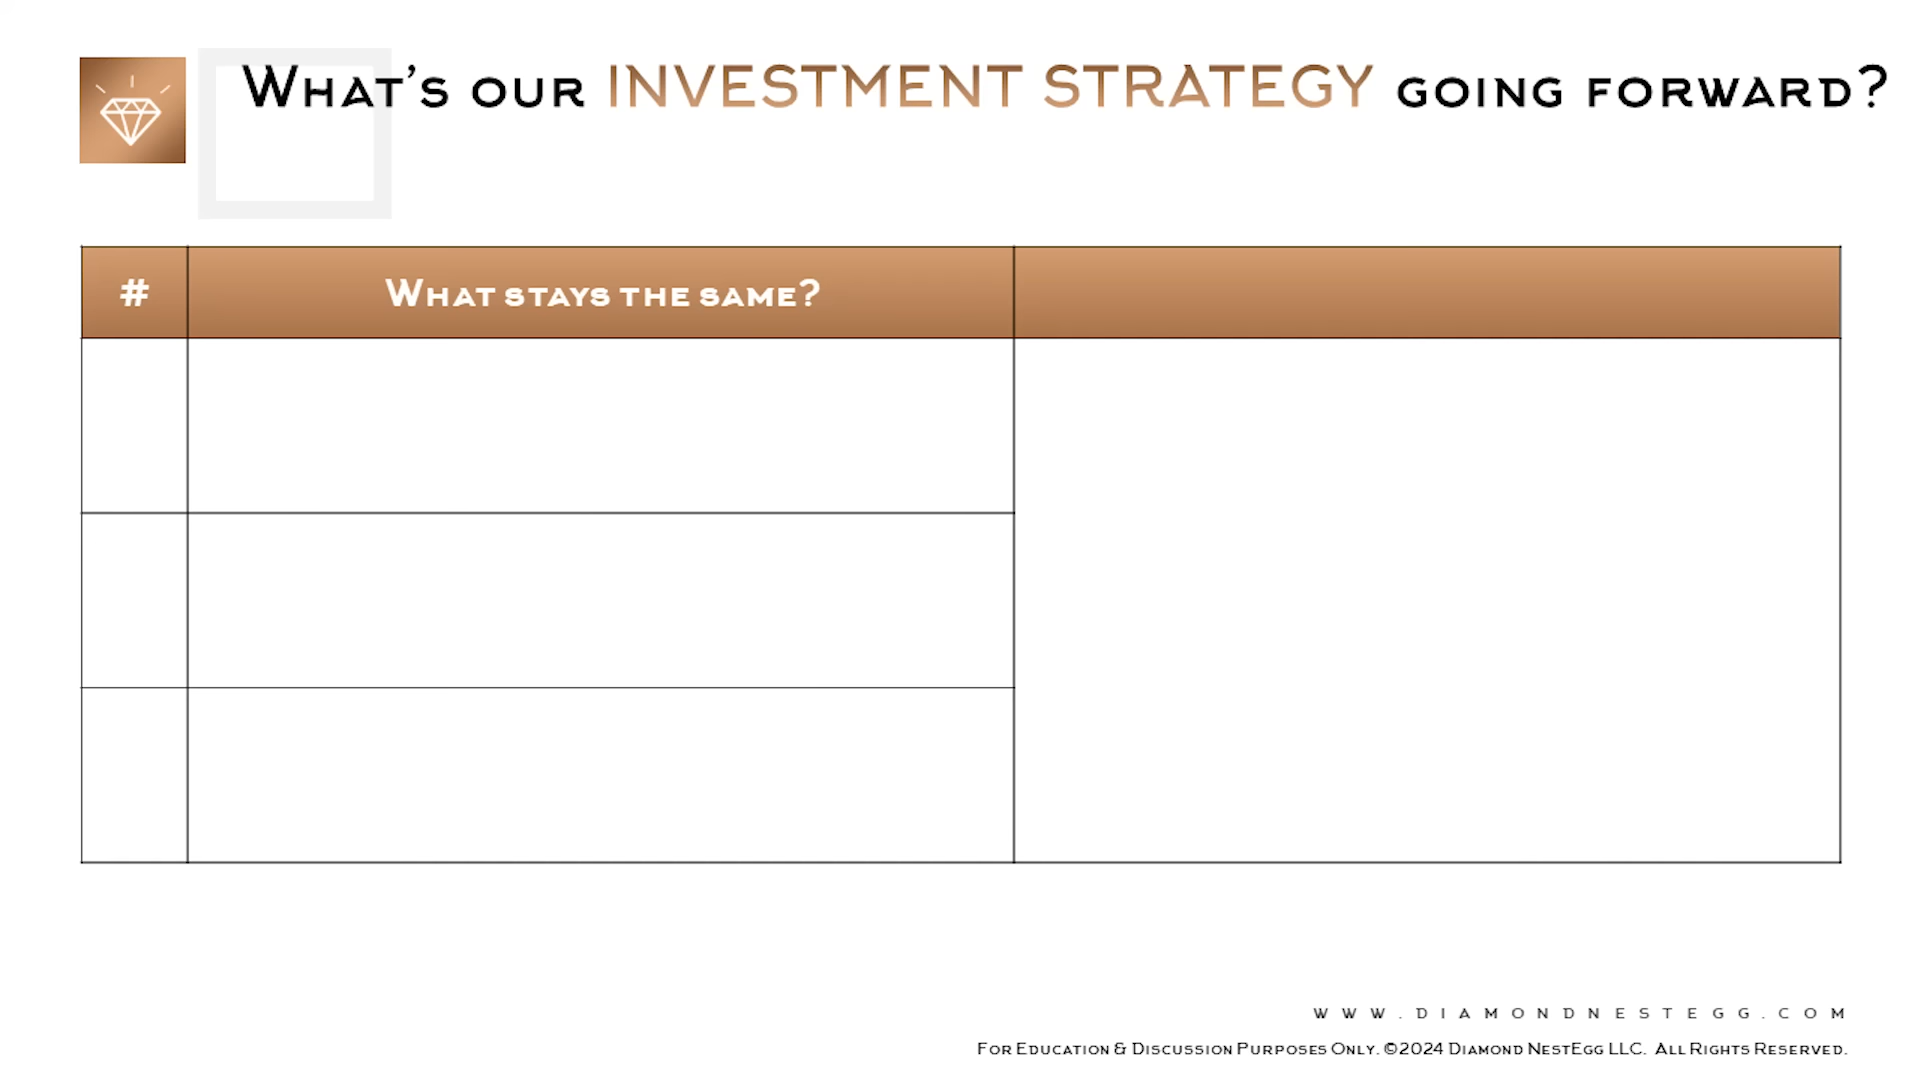 What's our INVESTMENT STRATEGY going forward?
# What stays the same?
www.diamondnestegg.com
For Education & Discussion Purposes Only. ©2024 Diamond NestEgg LLC. All Rights Reserved.